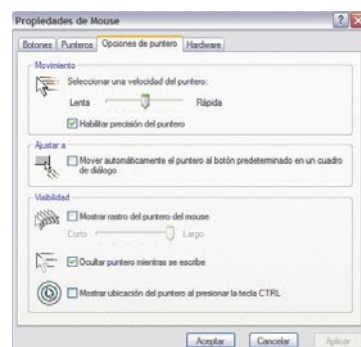 Propiedades de Mouse
Botones Punteros Opciones de puntero Hardware
Movimiento
Seleccionar una velocidad del puntero:
Lenta Rápida
Habilitar precisión del puntero
Ajustar a
Mover automáticamente el puntero al botón predeterminado en un cuadro
de diálogo
Visibilidad
Mostrar rastro del puntero del mouse
Corto Largo
Ocultar puntero mientras se escribe
Mostrar ubicación del puntero al presionar la tecla CTRL
Aceptar Cancelar Aplicar